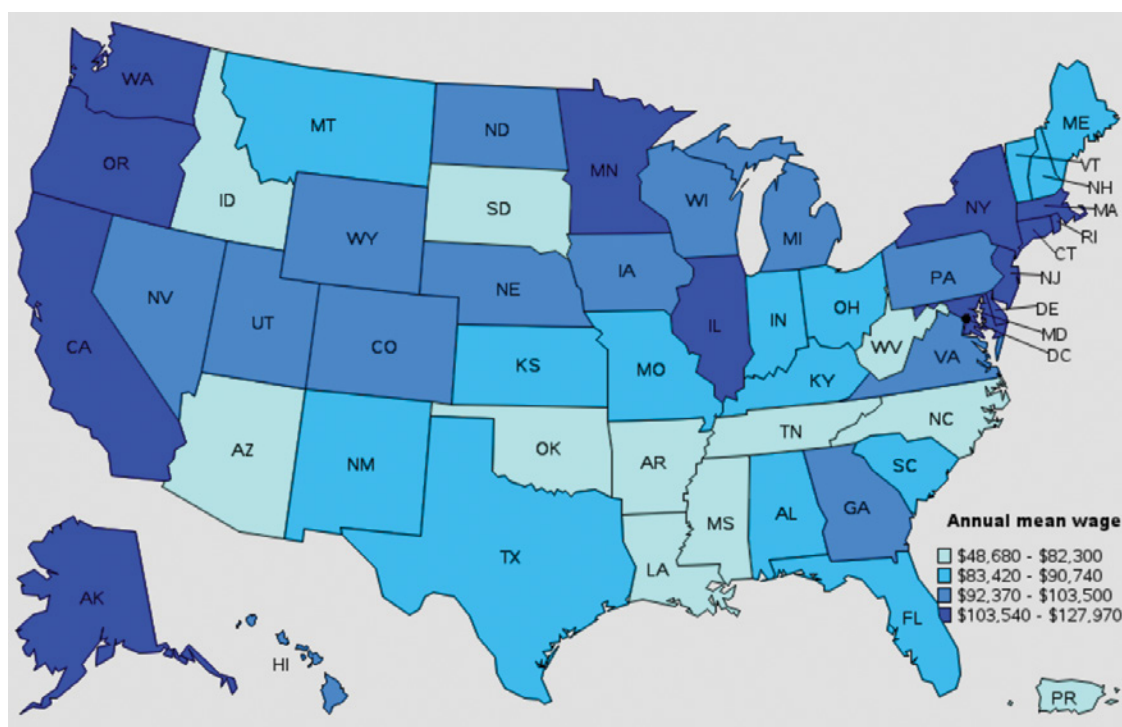 WA
MT
ND
MN
ME
OR
ID
SD
WI
VT
NH
NY
MA
WY
MI
RI
CT
IA
PA
NJ
NE
NV
OH
DE
UT
IL
IN
MD
CA
CO
WV
VA
DC
KS
MO
KY
NC
TN
AZ
OK
NM
AR
SC
MS
AL
GA
Annual mean wage
$48,680 - $82,300
$83,420 - $90,740
$92,370 - $103,500
$103,540 - $127,970
TX
LA
AK
FL
HI
PR